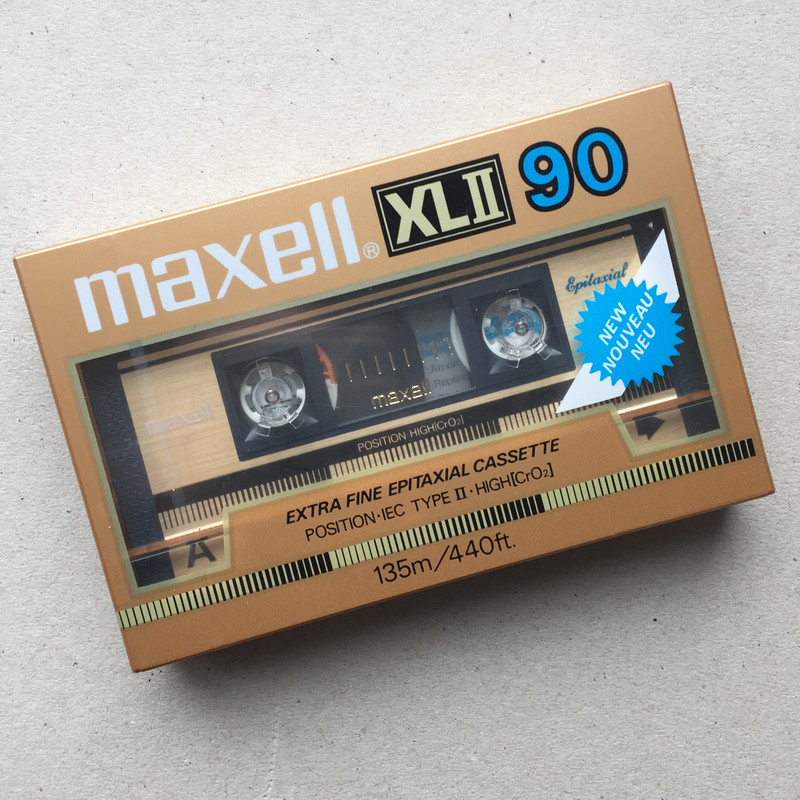 maxell® XLII 90
Epitaxial
NEW
NOUVEAU
NEU
maxell
maxell
POSITION·HIGH[CrO₂]
EXTRA FINE EPITAXIAL CASSETTE
POSITION·IEC TYPE II·HIGH[CrO₂]
A
135m/440ft.